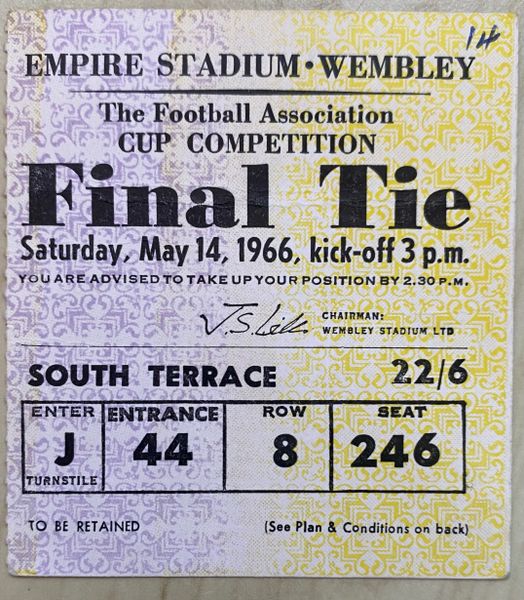 14
EMPIRE STADIUM • WEMBLEY
The Football Association
CUP COMPETITION
Final Tie
Saturday, May 14, 1966, kick-off 3 p.m.
YOU ARE ADVISED TO TAKE UP YOUR POSITION BY 2.30 P.M.
CHAIRMAN:
WEMBLEY STADIUM LTD
SOUTH TERRACE 22/6
ENTER ENTRANCE ROW SEAT
J 44 8 246
TURNSTILE
TO BE RETAINED (See Plan & Conditions on back)